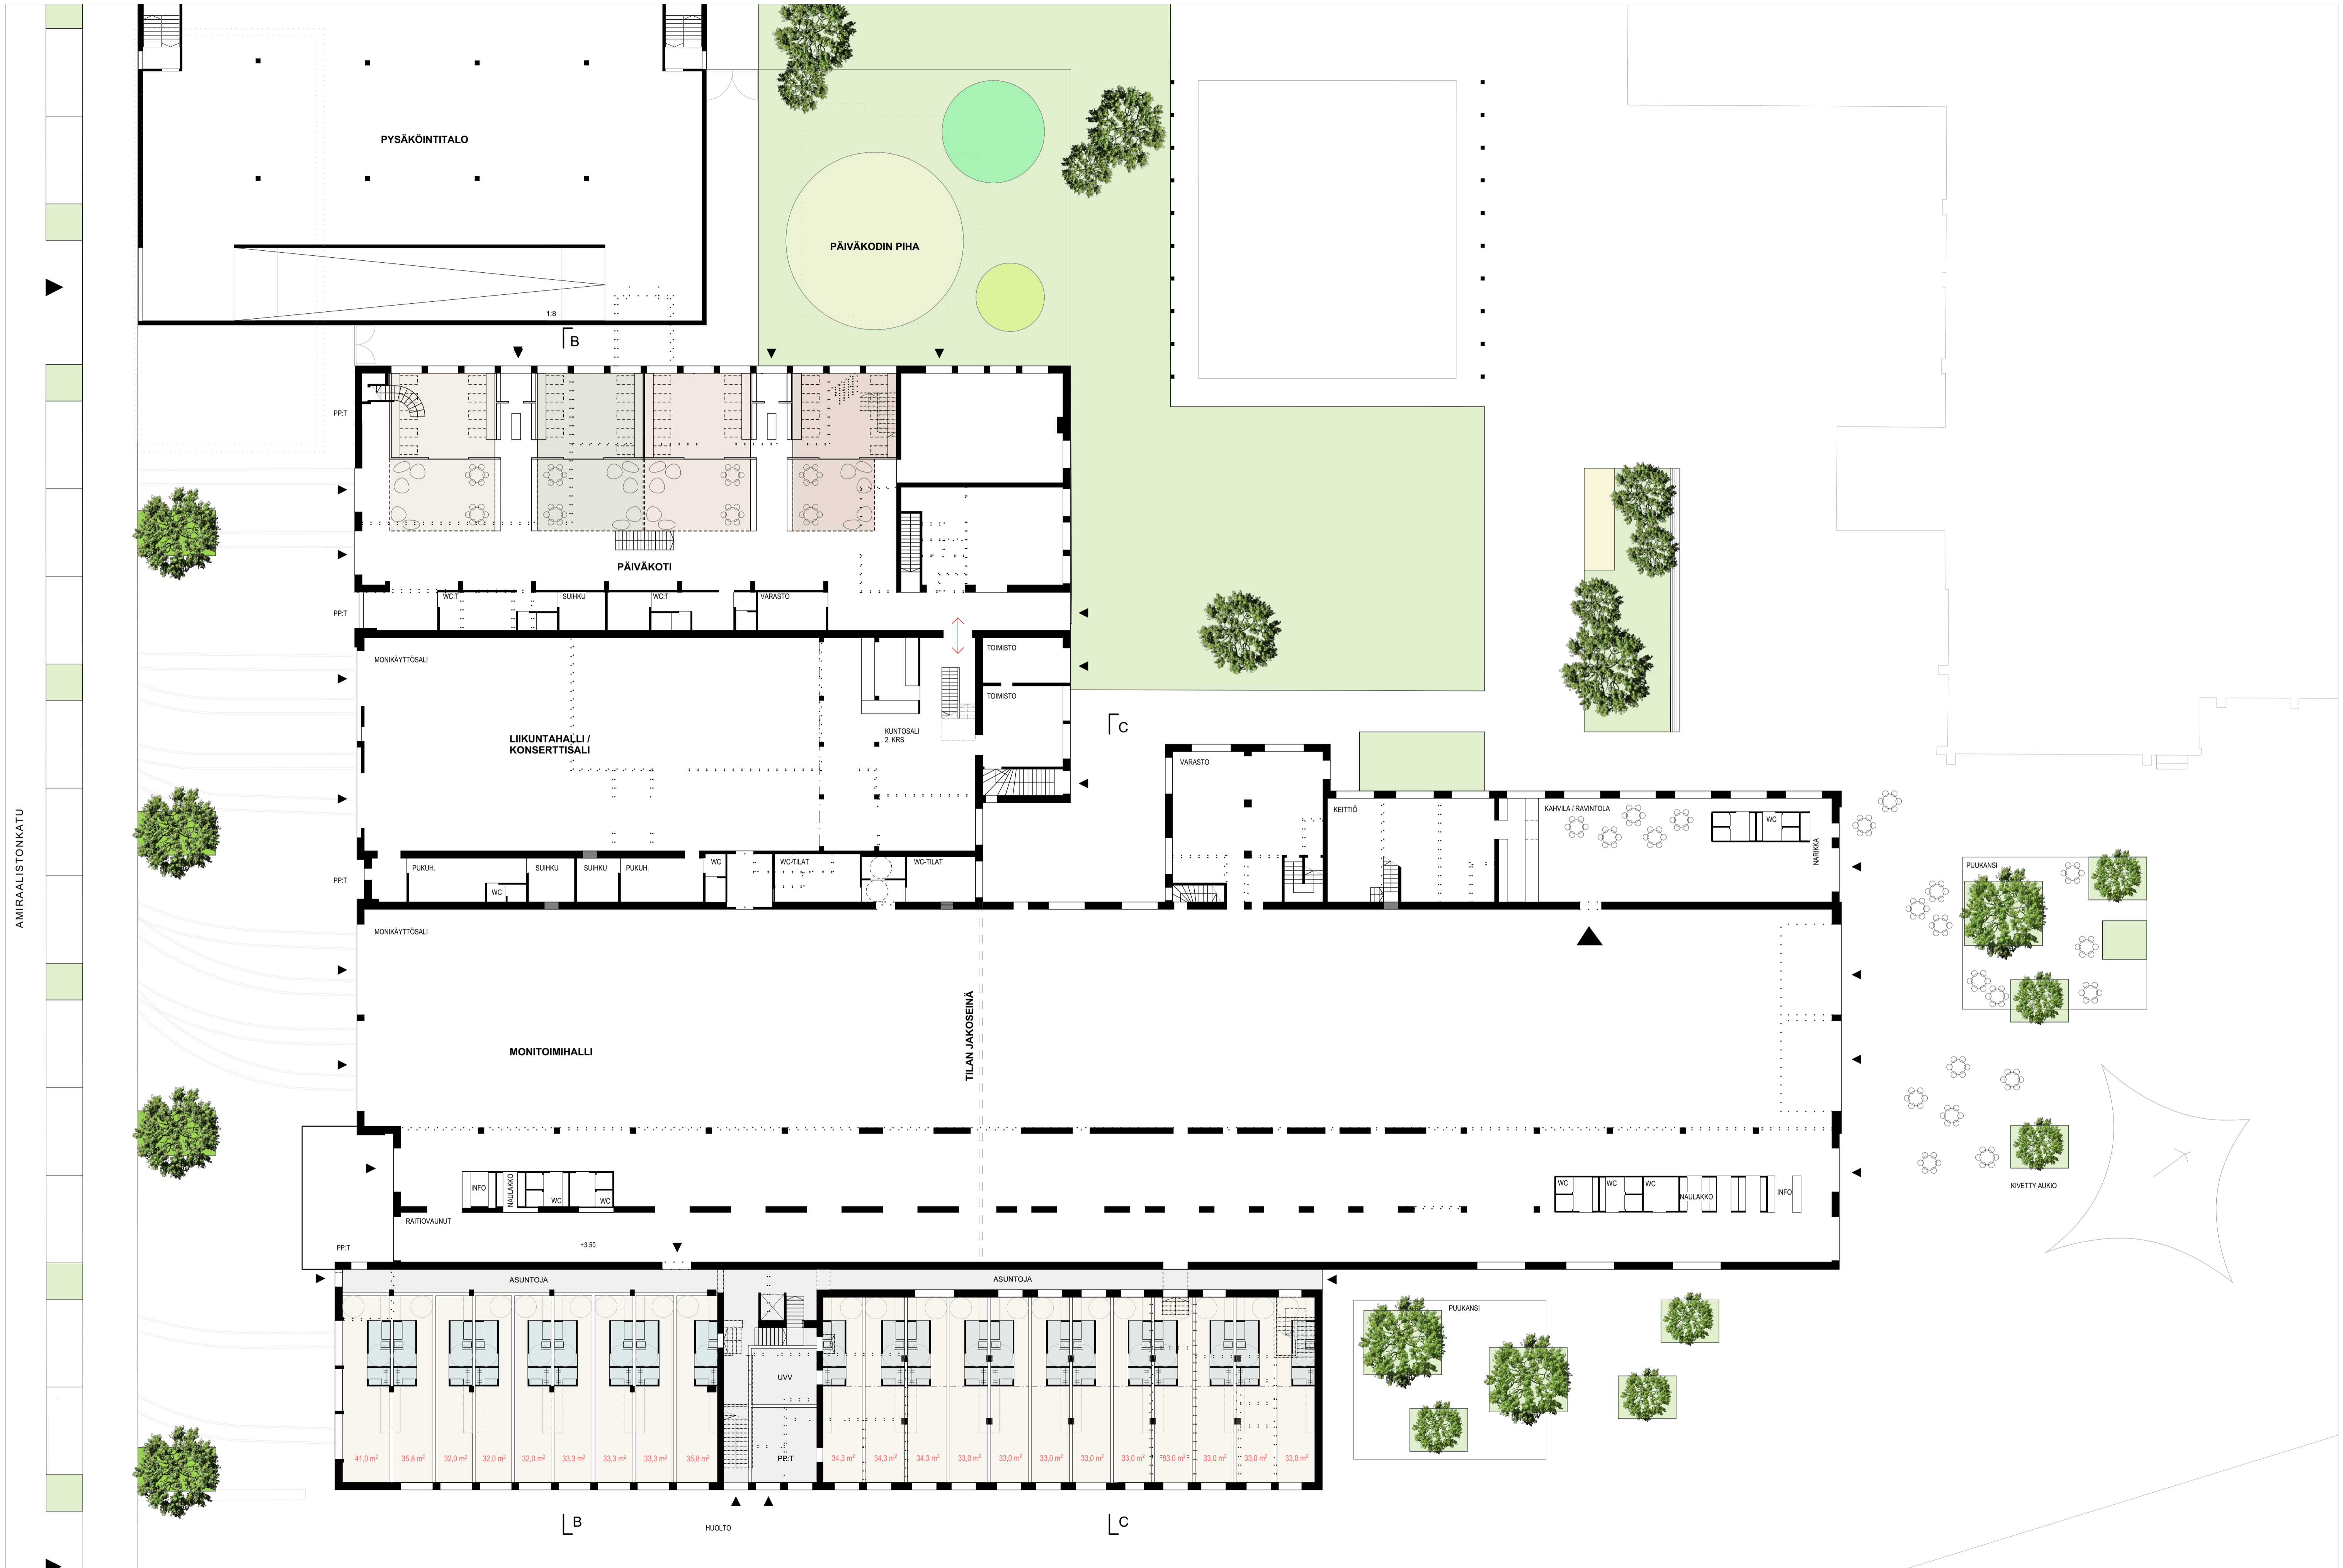 PYSÄKÖINTITALO
PÄIVÄKODIN PIHA
1:8
B
PP:T
PÄIVÄKOTI
WC:T
SUIHKU
WC:T
VARASTO
PP:T
MONIKÄYTTÖSALI
TOIMISTO
TOIMISTO
LIIKUNTAHALLI /
KONSERTTISALI
KUNTOSALI
2. KRS
C
VARASTO
KEITTIÖ
KAHVILA / RAVINTOLA
WC
NARIKKA
AMIRAALISTONKATU
PP:T
PUKUH.
WC
SUIHKU
SUIHKU
PUKUH.
WC
WC-TILAT
WC-TILAT
PUUKANSI
MONIKÄYTTÖSALI
MONITOIMIHALLI
TILAN JAKOSEINÄ
INFO
NAULAKKO
WC
WC
WC
WC
WC
NAULAKKO
INFO
KIVETTY AUKIO
RAITIOVAUNUT
PP:T
+3.50
ASUNTOJA
ASUNTOJA
PUUKANSI
UVV
PP:T
41,0 m²
35,8 m²
32,0 m²
32,0 m²
32,0 m²
33,3 m²
33,3 m²
33,3 m²
35,8 m²
34,3 m²
34,3 m²
34,3 m²
33,0 m²
33,0 m²
33,0 m²
33,0 m²
33,0 m²
33,0 m²
33,0 m²
33,0 m²
33,0 m²
B
HUOLTO
C